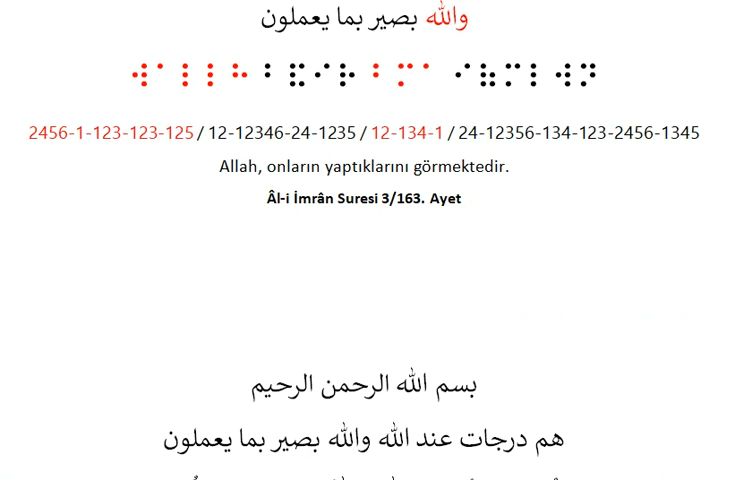 والله بصير بما يعملون
⠺⠁⠇⠇⠓ ⠃⠯⠊⠗ ⠃⠍⠁ ⠊⠷⠍⠇⠺⠝
2456-1-123-123-125 / 12-12346-24-1235 / 12-134-1 / 24-12356-134-123-2456-1345
Allah, onların yaptıklarını görmektedir.
Âl-i İmrân Suresi 3/163. Ayet
بسم الله الرحمن الرحيم
هم درجات عند الله والله بصير بما يعملون